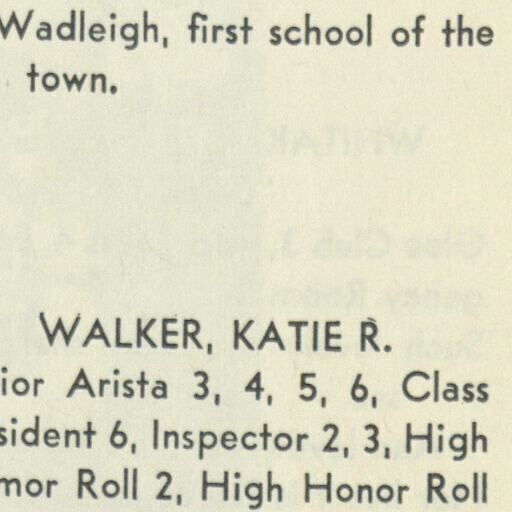 Wadleigh, first school of the
town.
WALKER, KATIE R.
ior Arista 3, 4, 5, 6, Class
sident 6, Inspector 2, 3, High
mor Roll 2, High Honor Roll